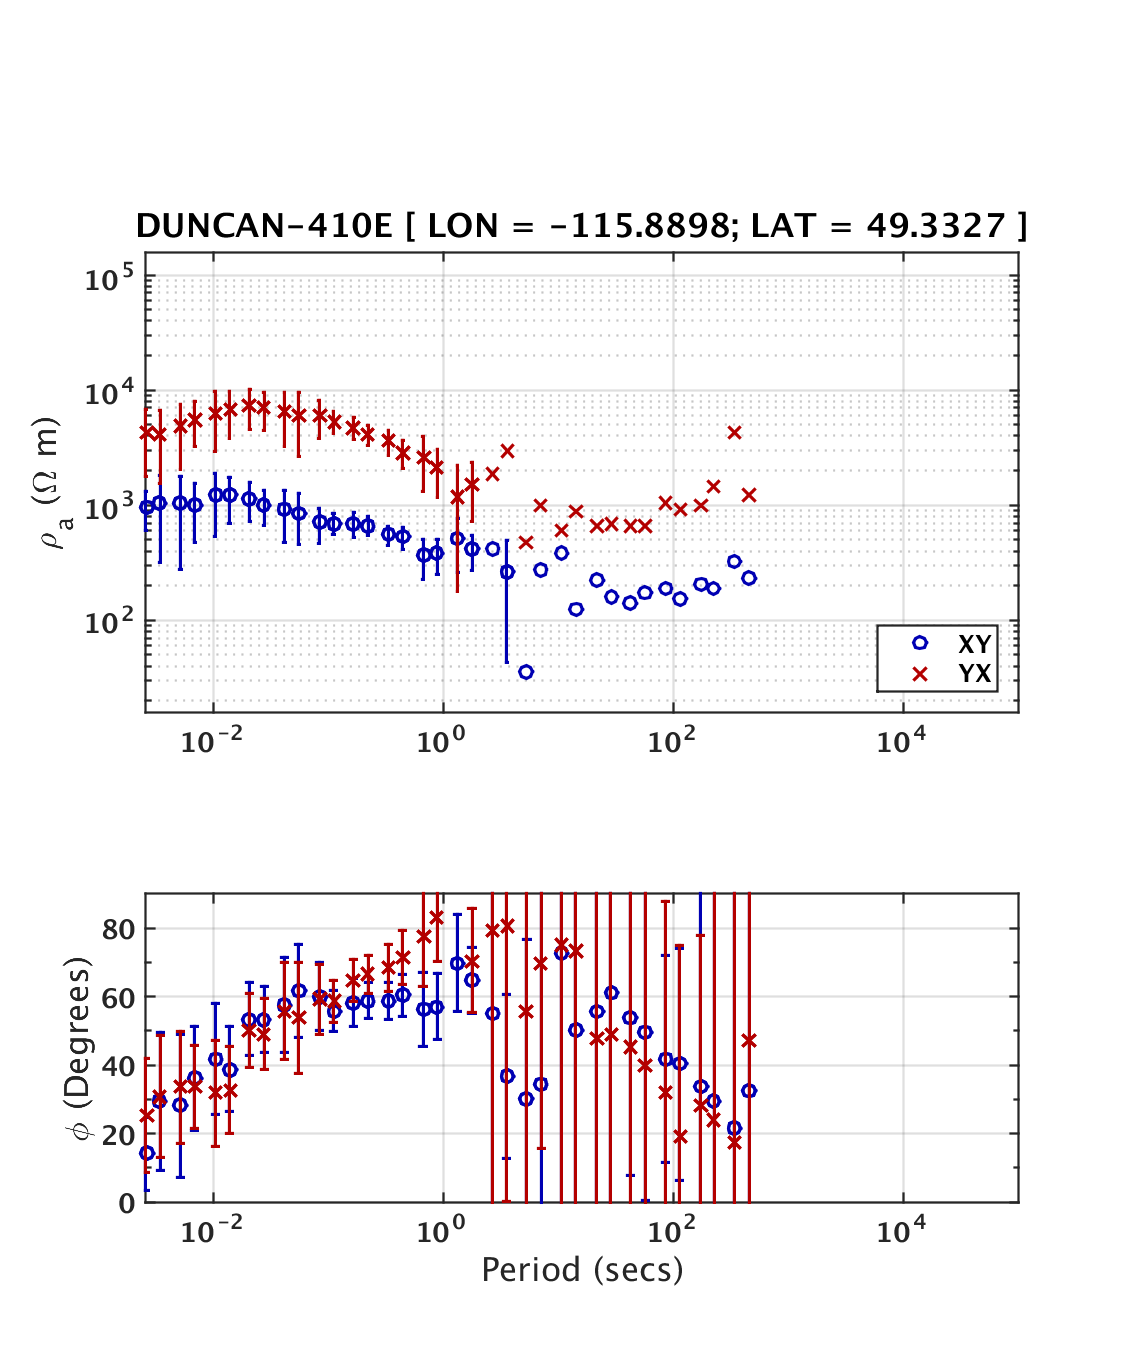 DUNCAN-410E [ LON = -115.8898; LAT = 49.3327 ]
10^5
10^4
10^3
10^2
ρ_a (Ω m)
XY
YX
10^-2 10^0 10^2 10^4
80
60
40
20
0
ϕ (Degrees)
10^-2 10^0 10^2 10^4
Period (secs)